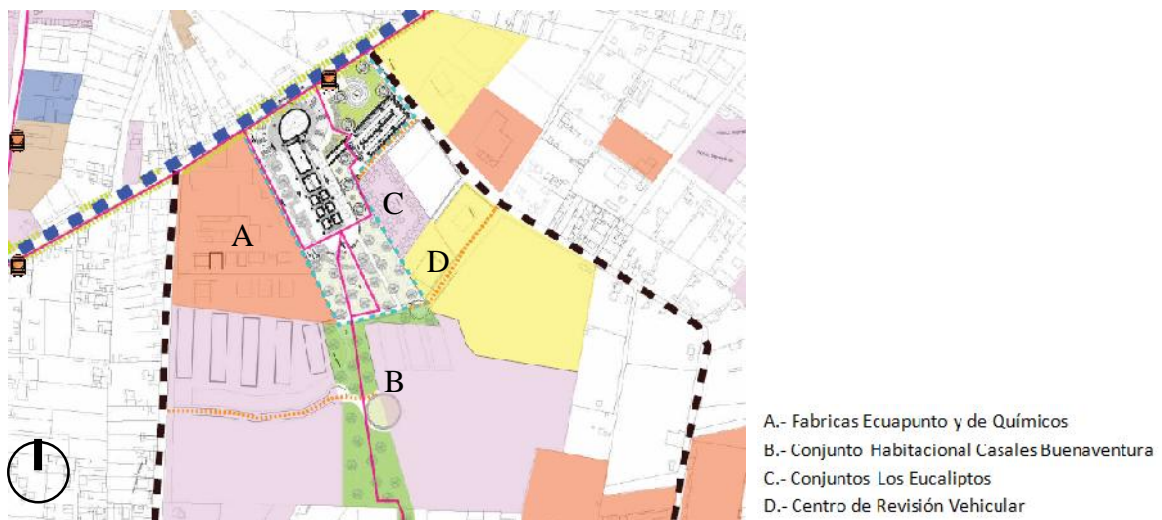 A
C
D
B
A.- Fabricas Ecuapunto y de Químicos
B.- Conjunto Habitacional Casales Buenaventura
C.- Conjuntos Los Eucaliptos
D.- Centro de Revisión Vehicular